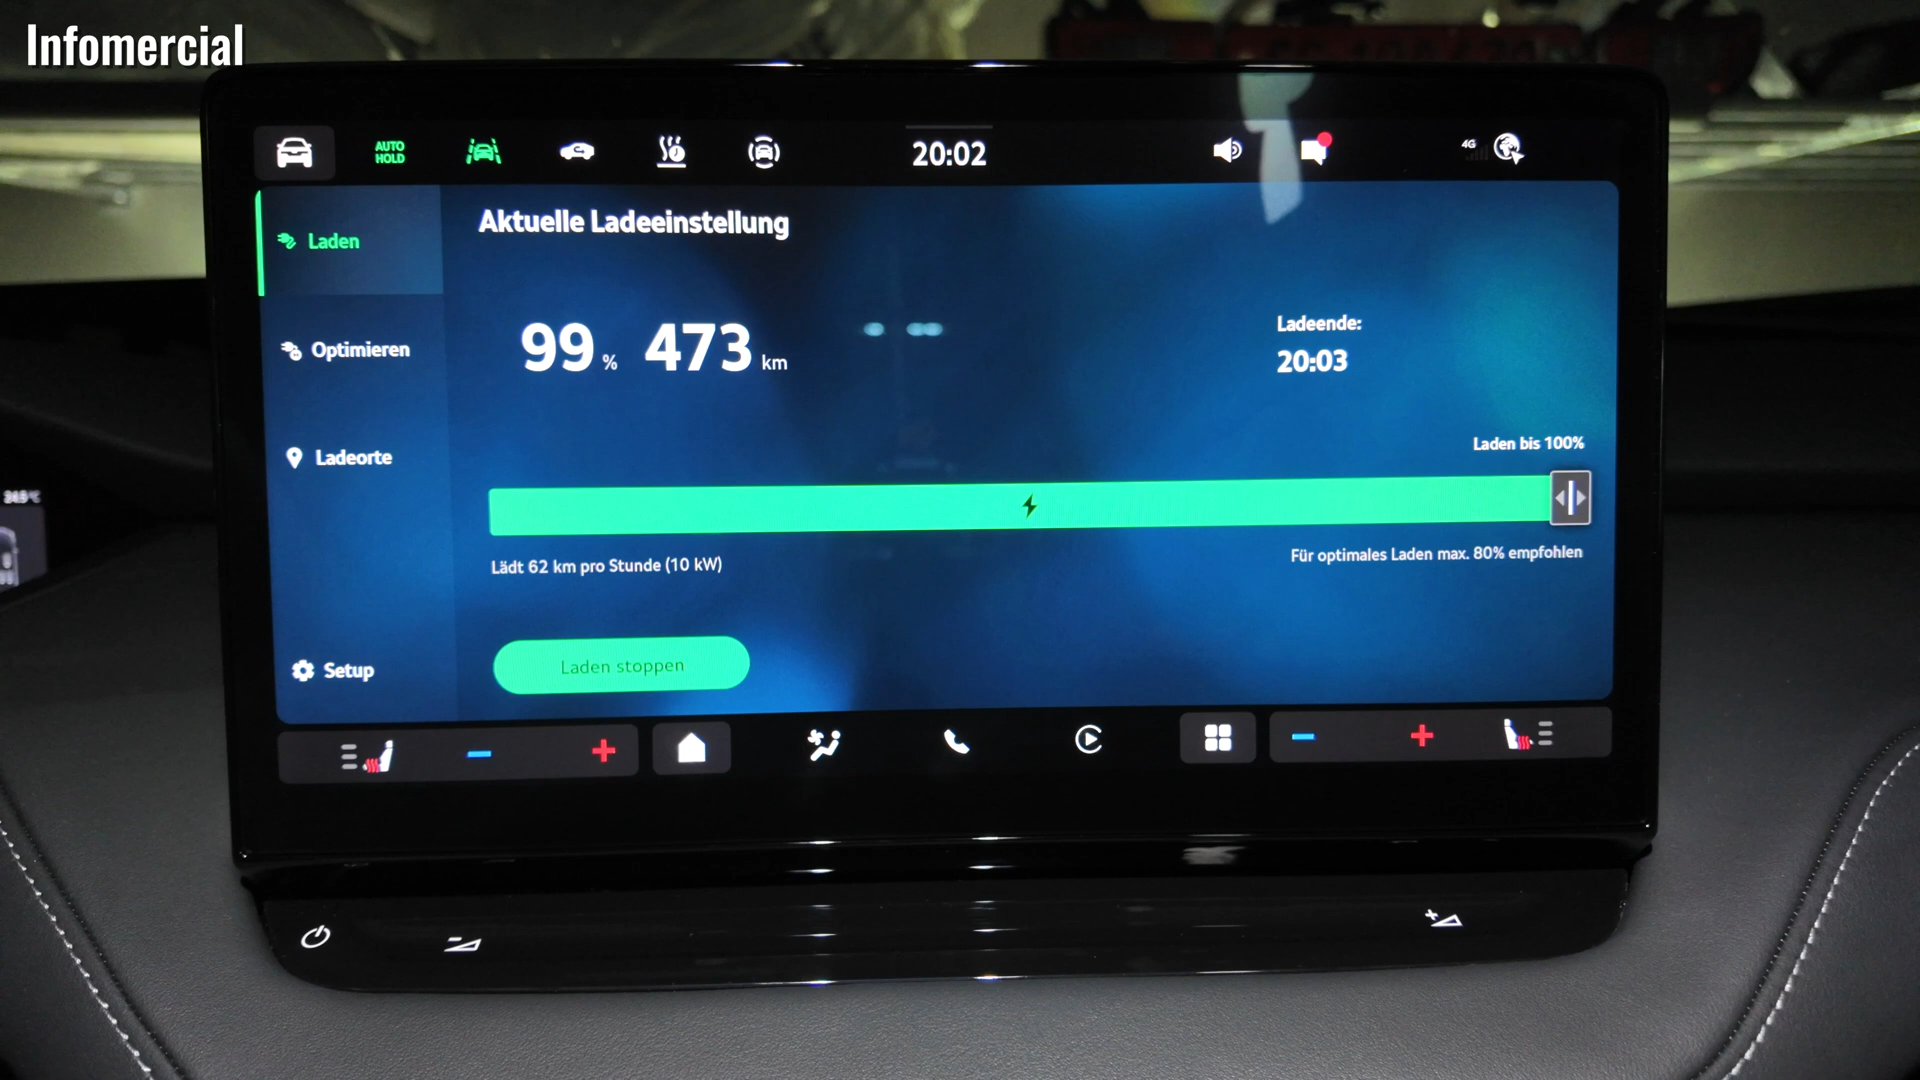 Infomercial
AUTO HOLD
20:02
4G
Laden
Aktuelle Ladeeinstellung
Optimieren
99 % 473 km
Ladeende:
20:03
Ladeorte
Laden bis 100%
Lädt 62 km pro Stunde (10 kW)
Für optimales Laden max. 80% empfohlen
Setup
Laden stoppen